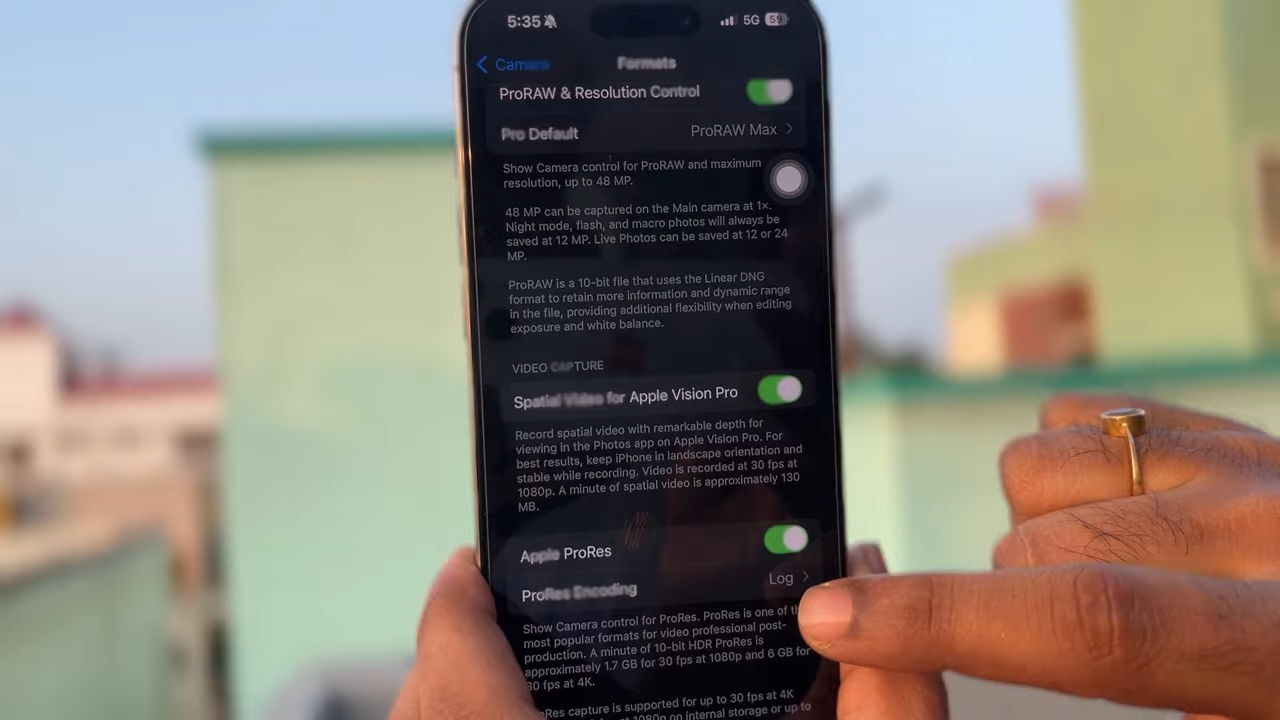 5:35 5G 59
Camera Formats
ProRAW & Resolution Control
Pro Default ProRAW Max
Show Camera control for ProRAW and maximum
resolution, up to 48 MP.
48 MP can be captured on the Main camera at 1x.
Night mode, flash, and macro photos will always be
saved at 12 MP. Live Photos can be saved at 12 or 24
MP.
ProRAW is a 10-bit file that uses the Linear DNG
format to retain more information and dynamic range
in the file, providing additional flexibility when editing
exposure and white balance.
VIDEO CAPTURE
Spatial Video for Apple Vision Pro
Record spatial video with remarkable depth for
viewing in the Photos app on Apple Vision Pro. For
best results, keep iPhone in landscape orientation and
stable while recording. Video is recorded at 30 fps at
1080p. A minute of spatial video is approximately 130
MB.
Apple ProRes
ProRes Encoding Log
Show Camera control for ProRes. ProRes is one of
most popular formats for video professional post-
production. A minute of 10-bit HDR ProRes is
approximately 1.7 GB for 30 fps at 1080p and 6 GB for
30 fps at 4K.
ProRes capture is supported for up to 30 fps at 4K
at 1080p on internal storage or up to